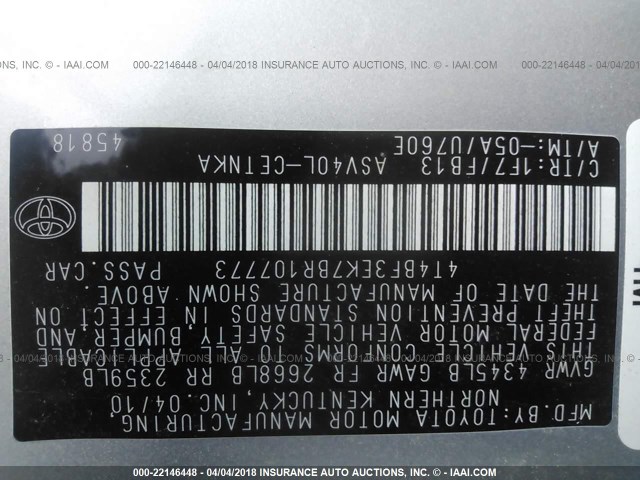 MFD.BY:TOYOTA MOTOR MANUFACTURING,
NORTHERN KENTUCKY,INC.04/10
GVWR 4345LB GAWR FR 2668LB RR 2359LB
THIS VEHICLE CONFORMS TO ALL APPLICABLE
FEDERAL MOTOR VEHICLE SAFETY,BUMPER,AND
THEFT PREVENTION STANDARDS IN EFFECT ON
THE DATE OF MANUFACTURE SHOWN ABOVE.
4T4BF3EK7BR107773 PASS.CAR
C/TR:1F7/FB13 ASV40L-CETNKA
A/TM:-05A/U760E 45818
000-22146448 - 04/04/2018 INSURANCE AUTO AUCTIONS, INC. © - IAAI.COM
000-22146448 - 04/04/2018 INSURANCE AUTO AUCTIONS, INC. © - IAAI.COM
000-22146448 - 04/04/2018 INSURANCE AUTO AUCTIONS, INC. © - IAAI.COM